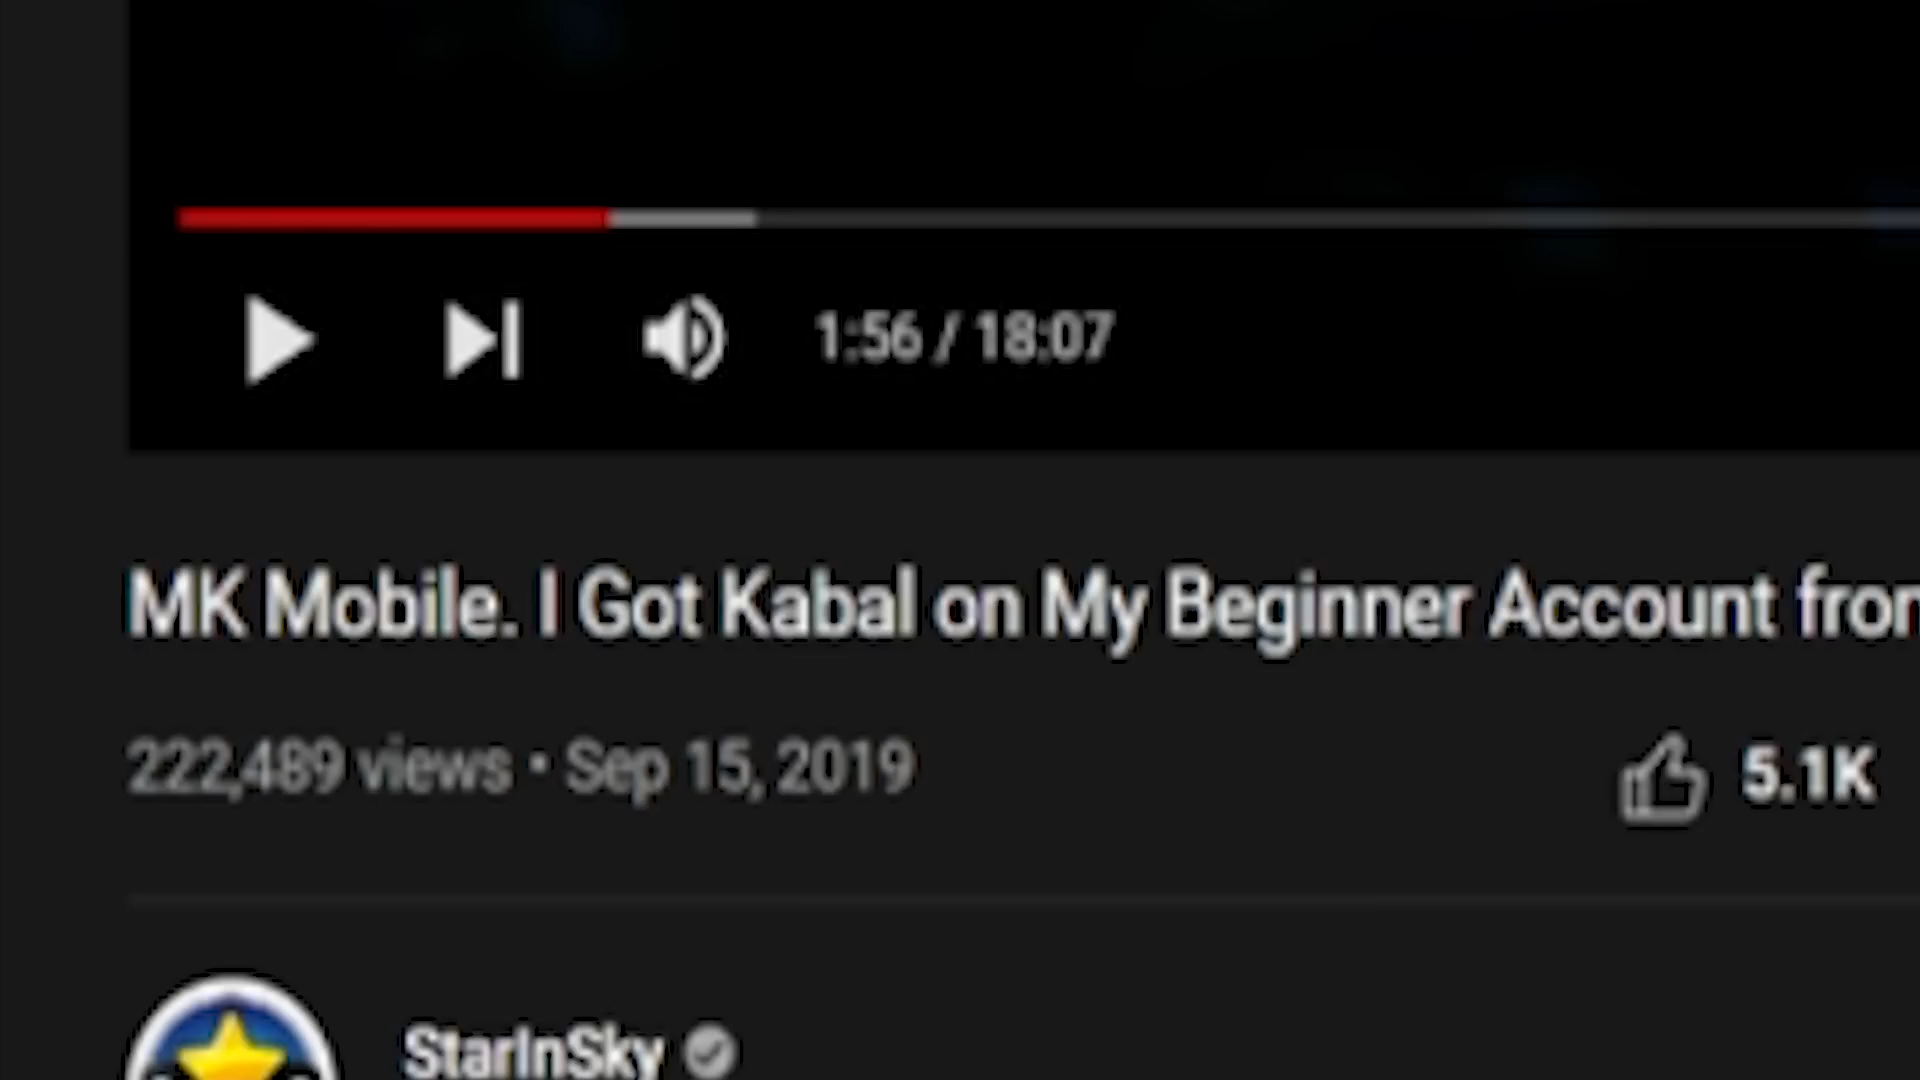 1:56 / 18:07
MK Mobile. I Got Kabal on My Beginner Account from
222,489 views • Sep 15, 2019
5.1K
StarInSky